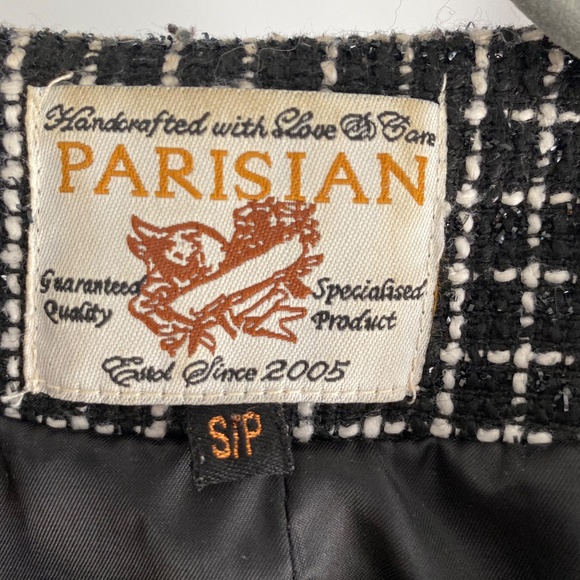 Handcrafted with Love & Care
PARISIAN
Guaranteed Quality
Specialised Product
Estd Since 2005
S/P